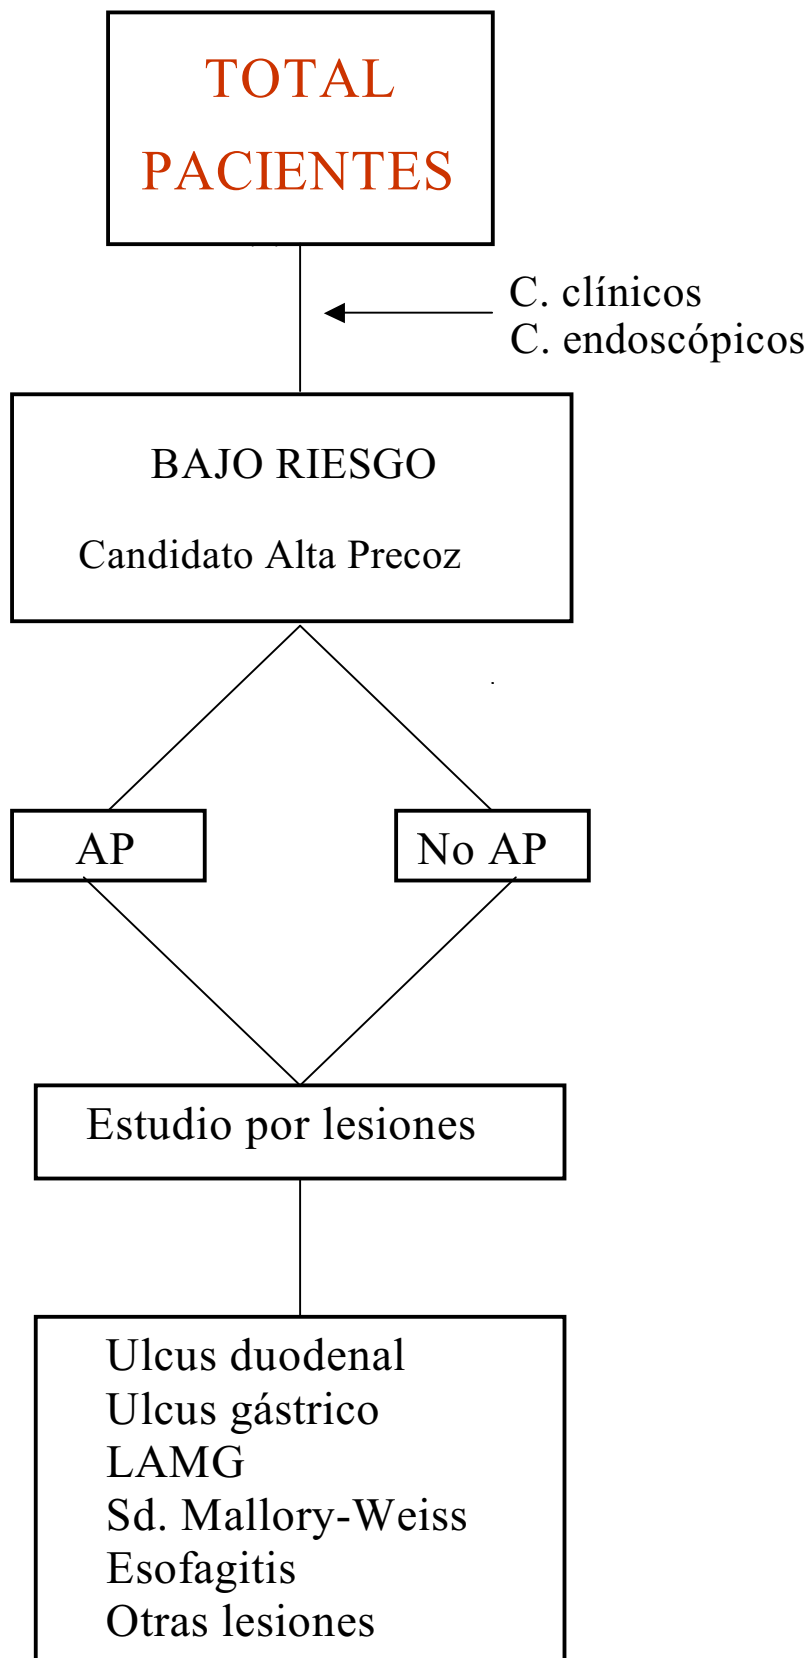 TOTAL
PACIENTES
C. clínicos
C. endoscópicos
BAJO RIESGO
Candidato Alta Precoz
AP
No AP
Estudio por lesiones
Ulcus duodenal
Ulcus gástrico
LAMG
Sd. Mallory-Weiss
Esofagitis
Otras lesiones